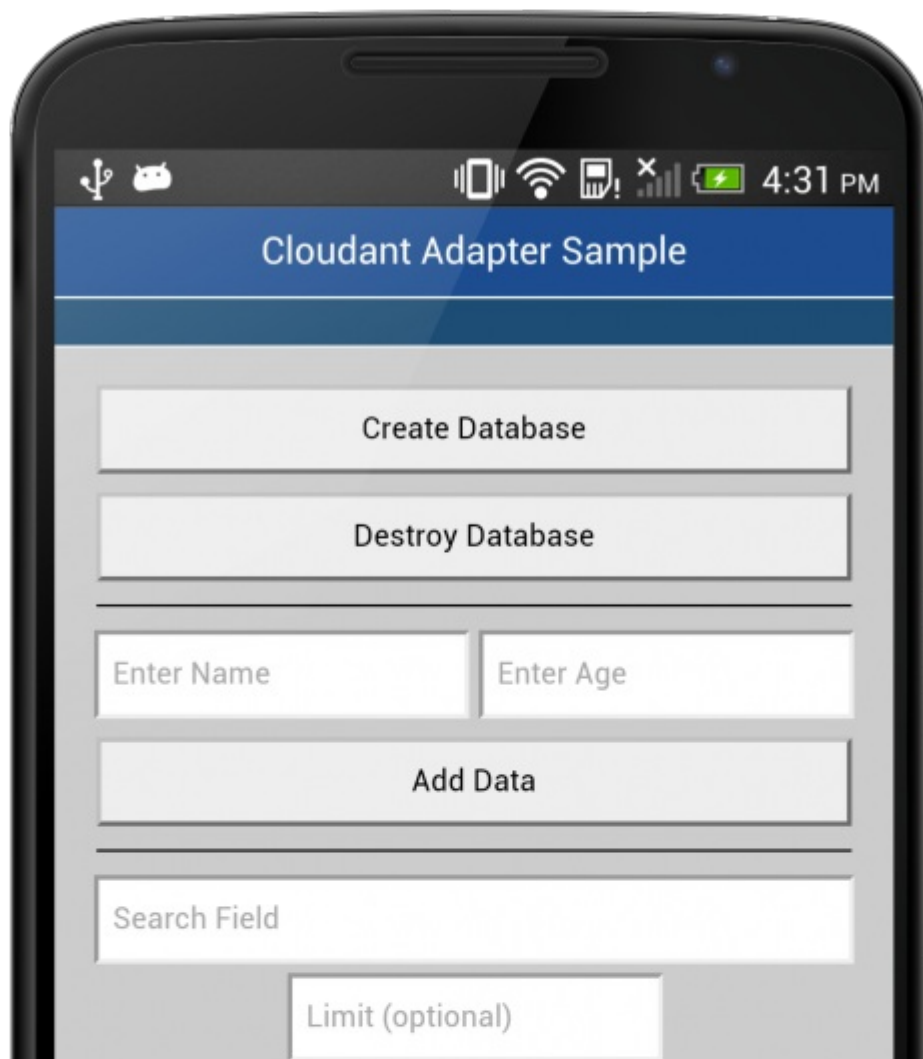 4:31 PM
Cloudant Adapter Sample
Create Database
Destroy Database
Enter Name Enter Age
Add Data
Search Field
Limit (optional)